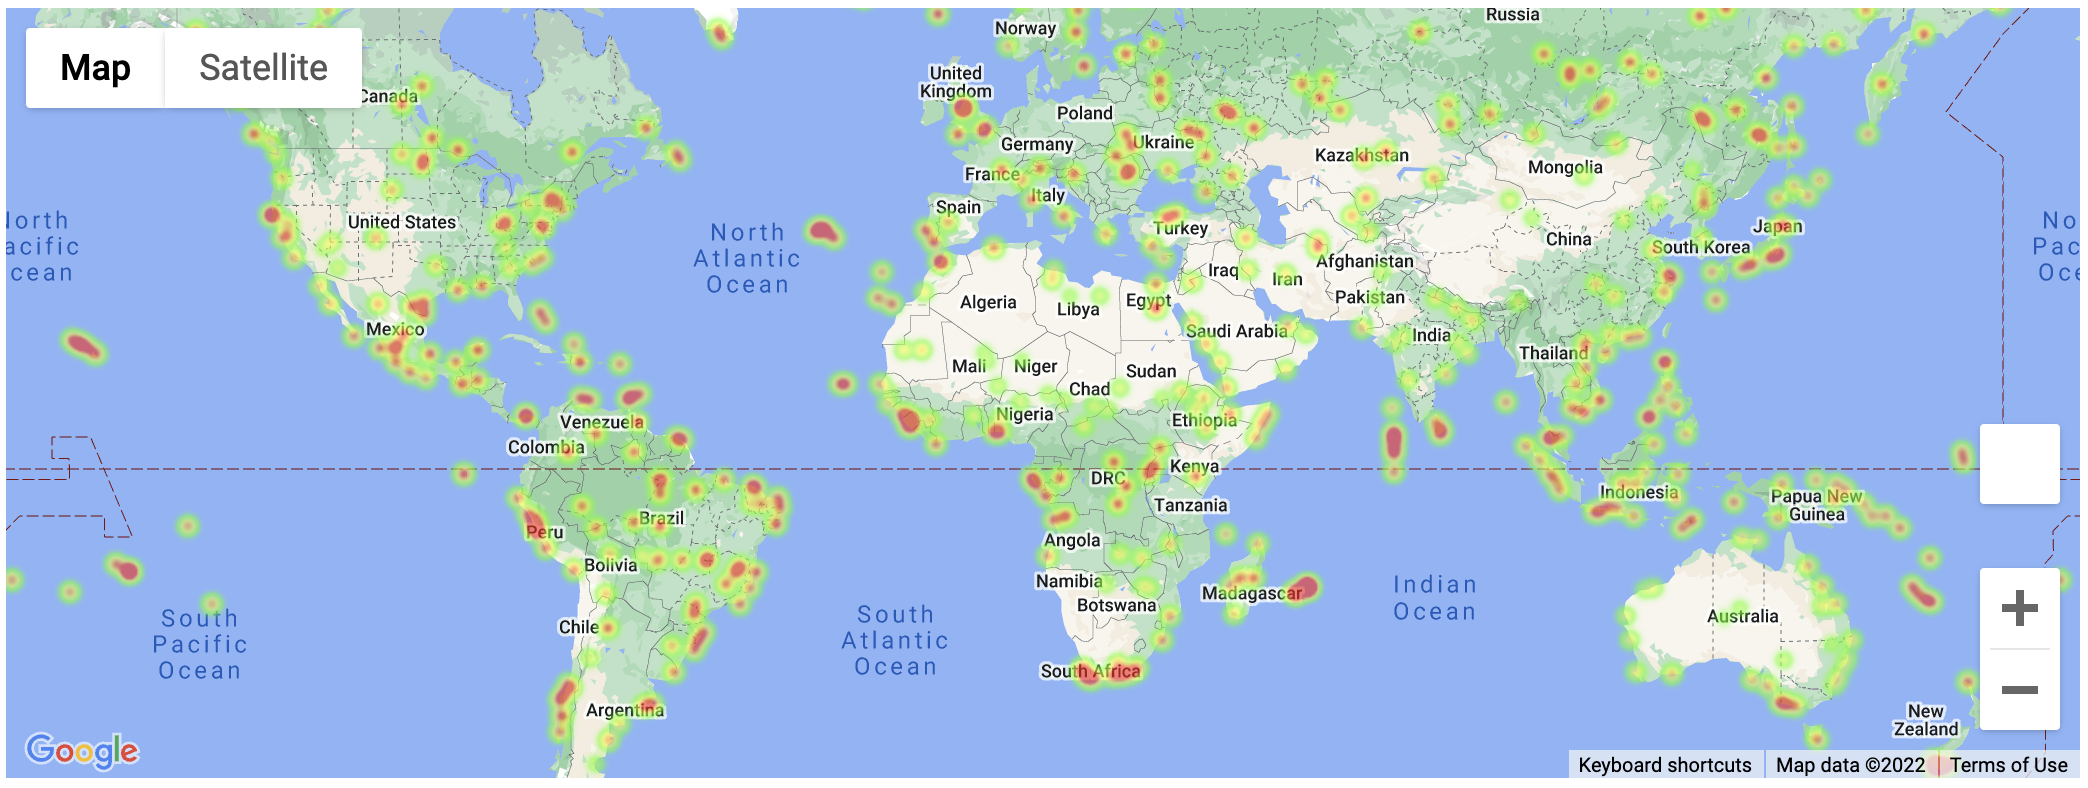 Map
Satellite
Russia
Norway
United
Kingdom
Canada
Poland
Germany
Ukraine
Kazakhstan
Mongolia
France
Italy
Spain
United States
Turkey
Japan
North
Atlantic
Ocean
China
South Korea
Iraq
Iran
Afghanistan
Pakistan
Algeria
Libya
Egypt
Mexico
Saudi Arabia
India
Thailand
Mali
Niger
Sudan
Chad
Nigeria
Ethiopia
Venezuela
Colombia
DRC
Kenya
Tanzania
Indonesia
Papua New
Guinea
Brazil
Peru
Angola
Bolivia
Namibia
Botswana
Madagascar
Indian
Ocean
Australia
South
Pacific
Ocean
Chile
South
Atlantic
Ocean
South Africa
Argentina
New
Zealand
orth
acific
cean
No
Pac
Oc
Google
Keyboard shortcuts
Map data ©2022
Terms of Use